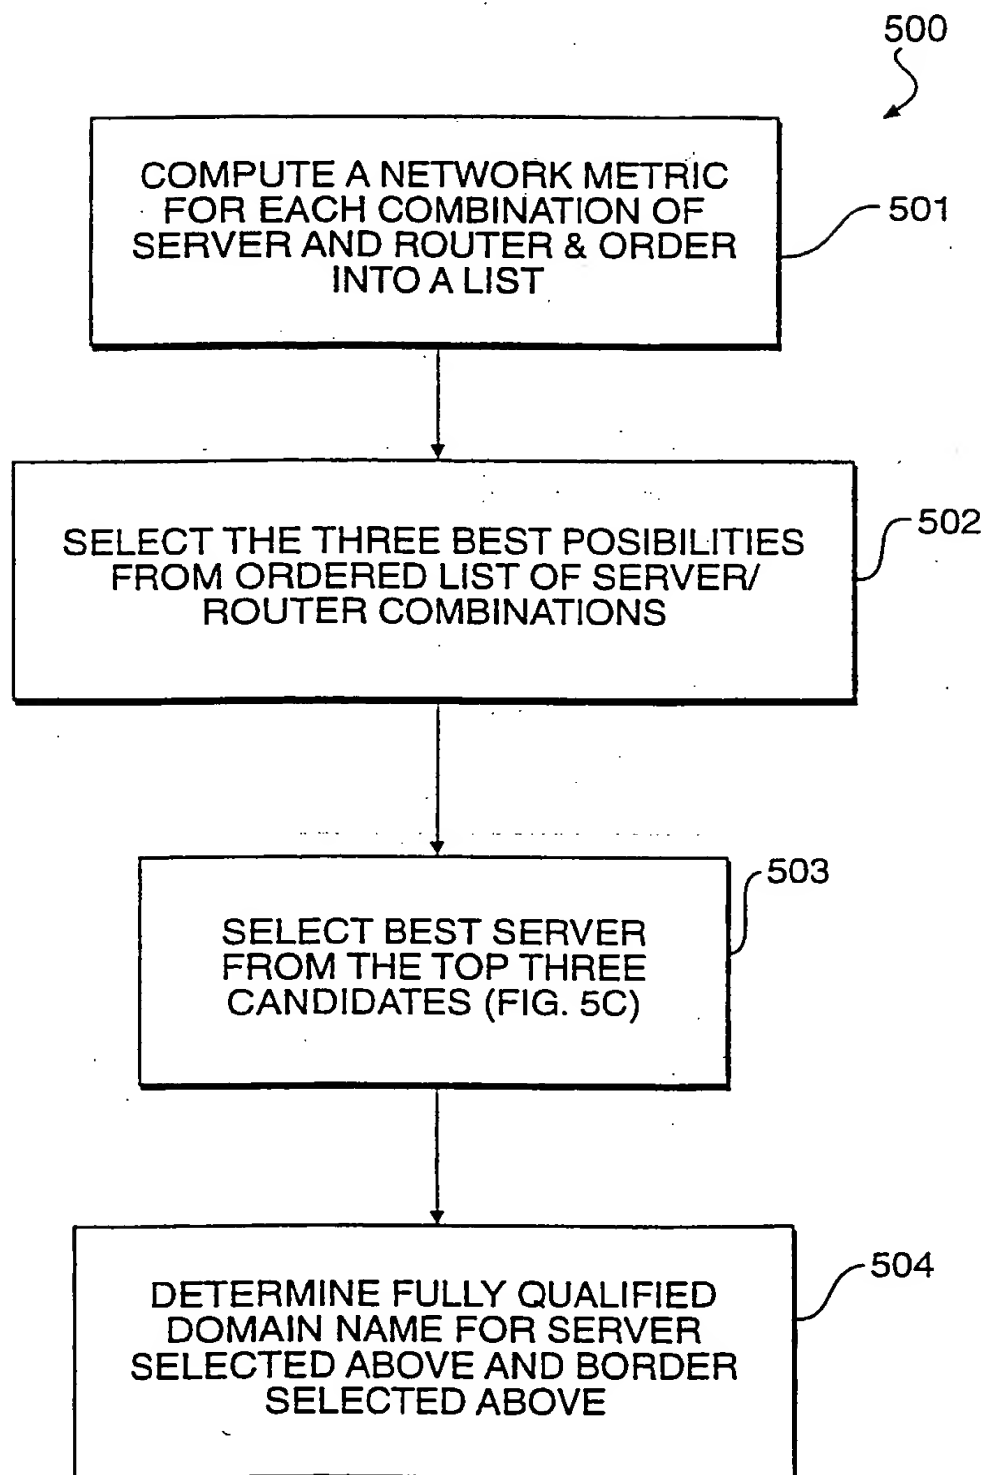 500
COMPUTE A NETWORK METRIC
FOR EACH COMBINATION OF
SERVER AND ROUTER & ORDER
INTO A LIST
501
SELECT THE THREE BEST POSIBILITIES
FROM ORDERED LIST OF SERVER/
ROUTER COMBINATIONS
502
SELECT BEST SERVER
FROM THE TOP THREE
CANDIDATES (FIG. 5C)
503
DETERMINE FULLY QUALIFIED
DOMAIN NAME FOR SERVER
SELECTED ABOVE AND BORDER
SELECTED ABOVE
504